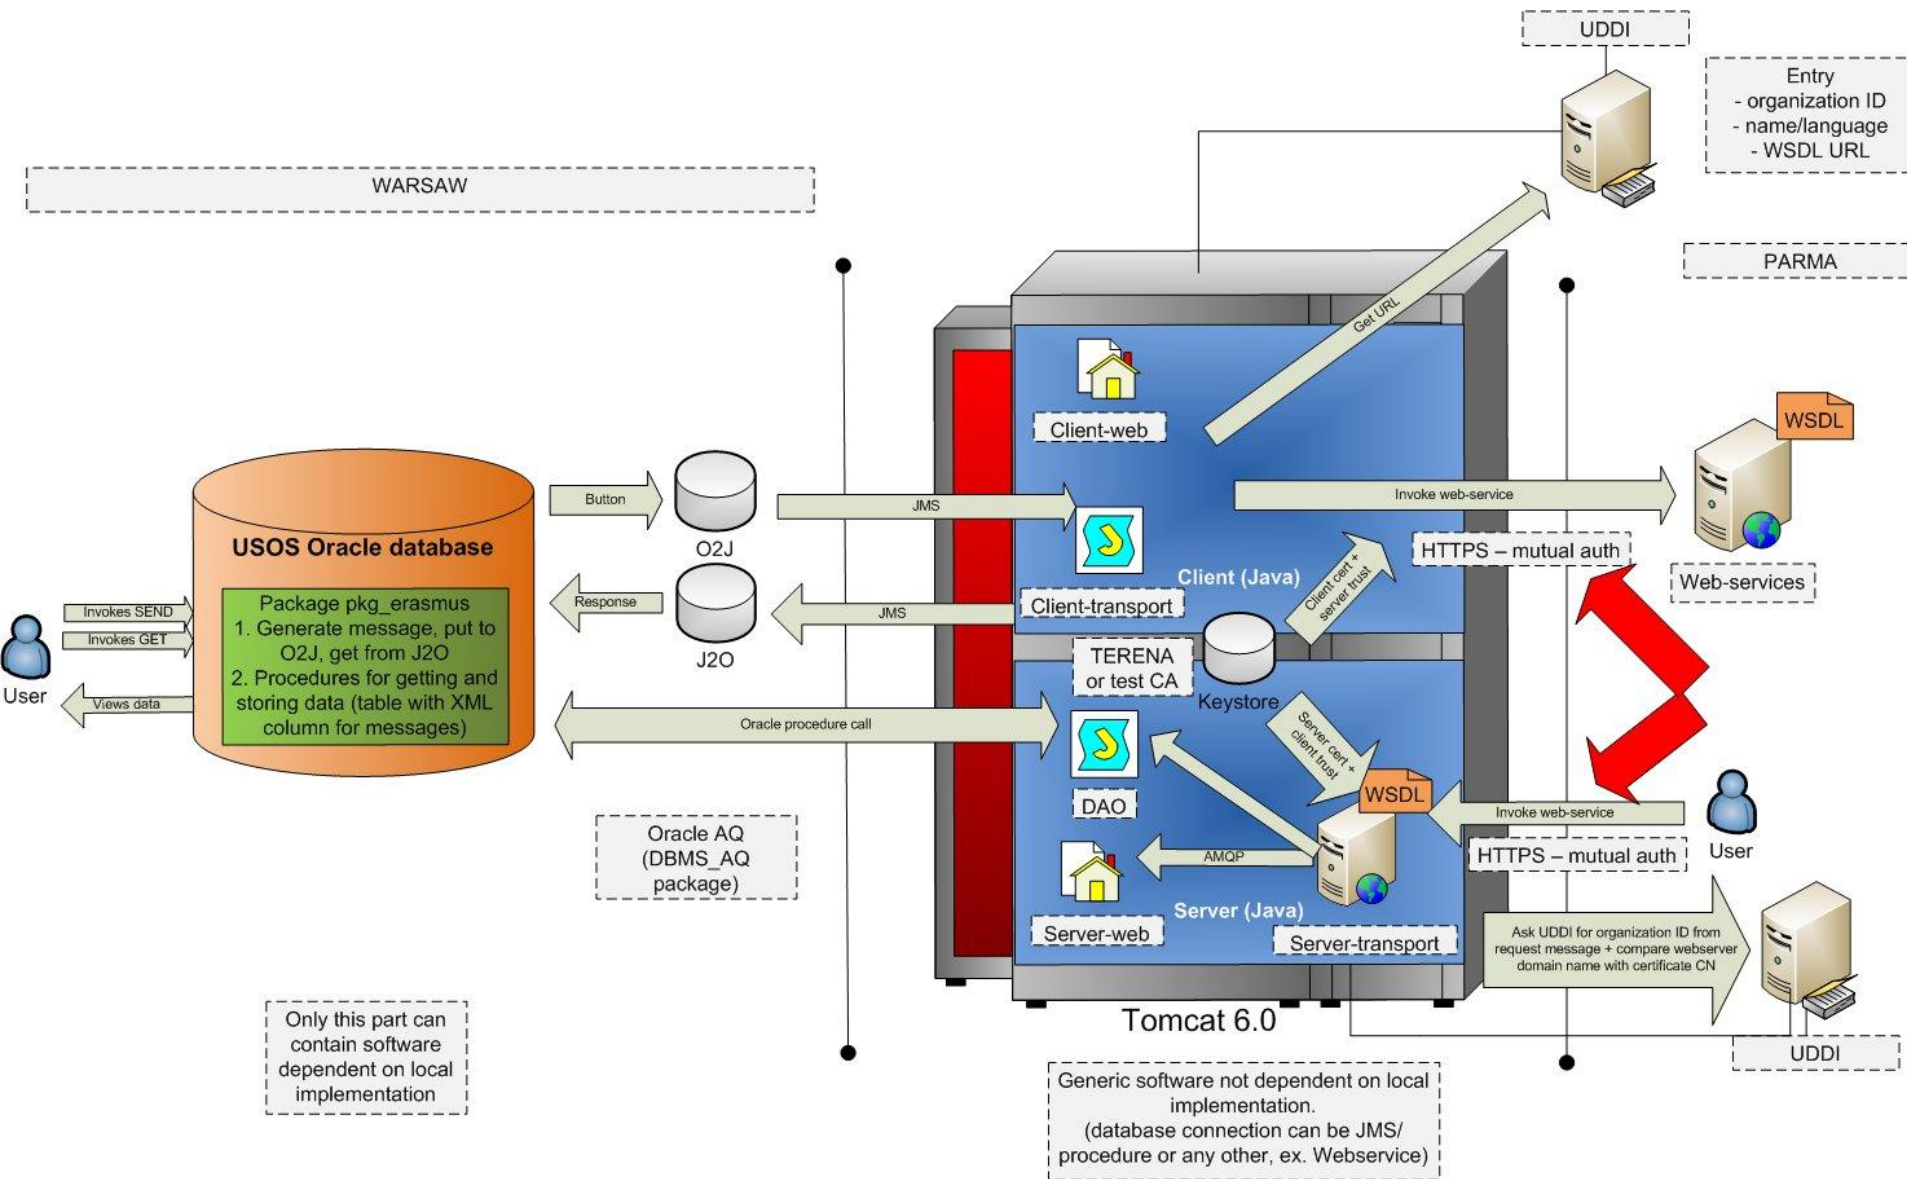 UDDI
Entry
- organization ID
- name/language
- WSDL URL
WARSAW
PARMA
Get URL
Client-web
WSDL
Button
JMS
Invoke web-service
O2J
USOS Oracle database
HTTPS – mutual auth
Web-services
Client (Java)
Client cert +
server trust
Client-transport
Response
JMS
J2O
Invokes SEND
Invokes GET
User
Views data
Package pkg_erasmus
1. Generate message, put to
O2J, get from J2O
2. Procedures for getting and
storing data (table with XML
column for messages)
TERENA
or test CA
Keystore
Oracle procedure call
Server cert +
client trust
DAO
WSDL
Invoke web-service
User
HTTPS – mutual auth
AMQP
Oracle AQ
(DBMS_AQ
package)
Server (Java)
Server-web
Server-transport
Ask UDDI for organization ID from
request message + compare webserver
domain name with certificate CN
Tomcat 6.0
UDDI
Only this part can
contain software
dependent on local
implementation
Generic software not dependent on local
implementation.
(database connection can be JMS/
procedure or any other, ex. Webservice)